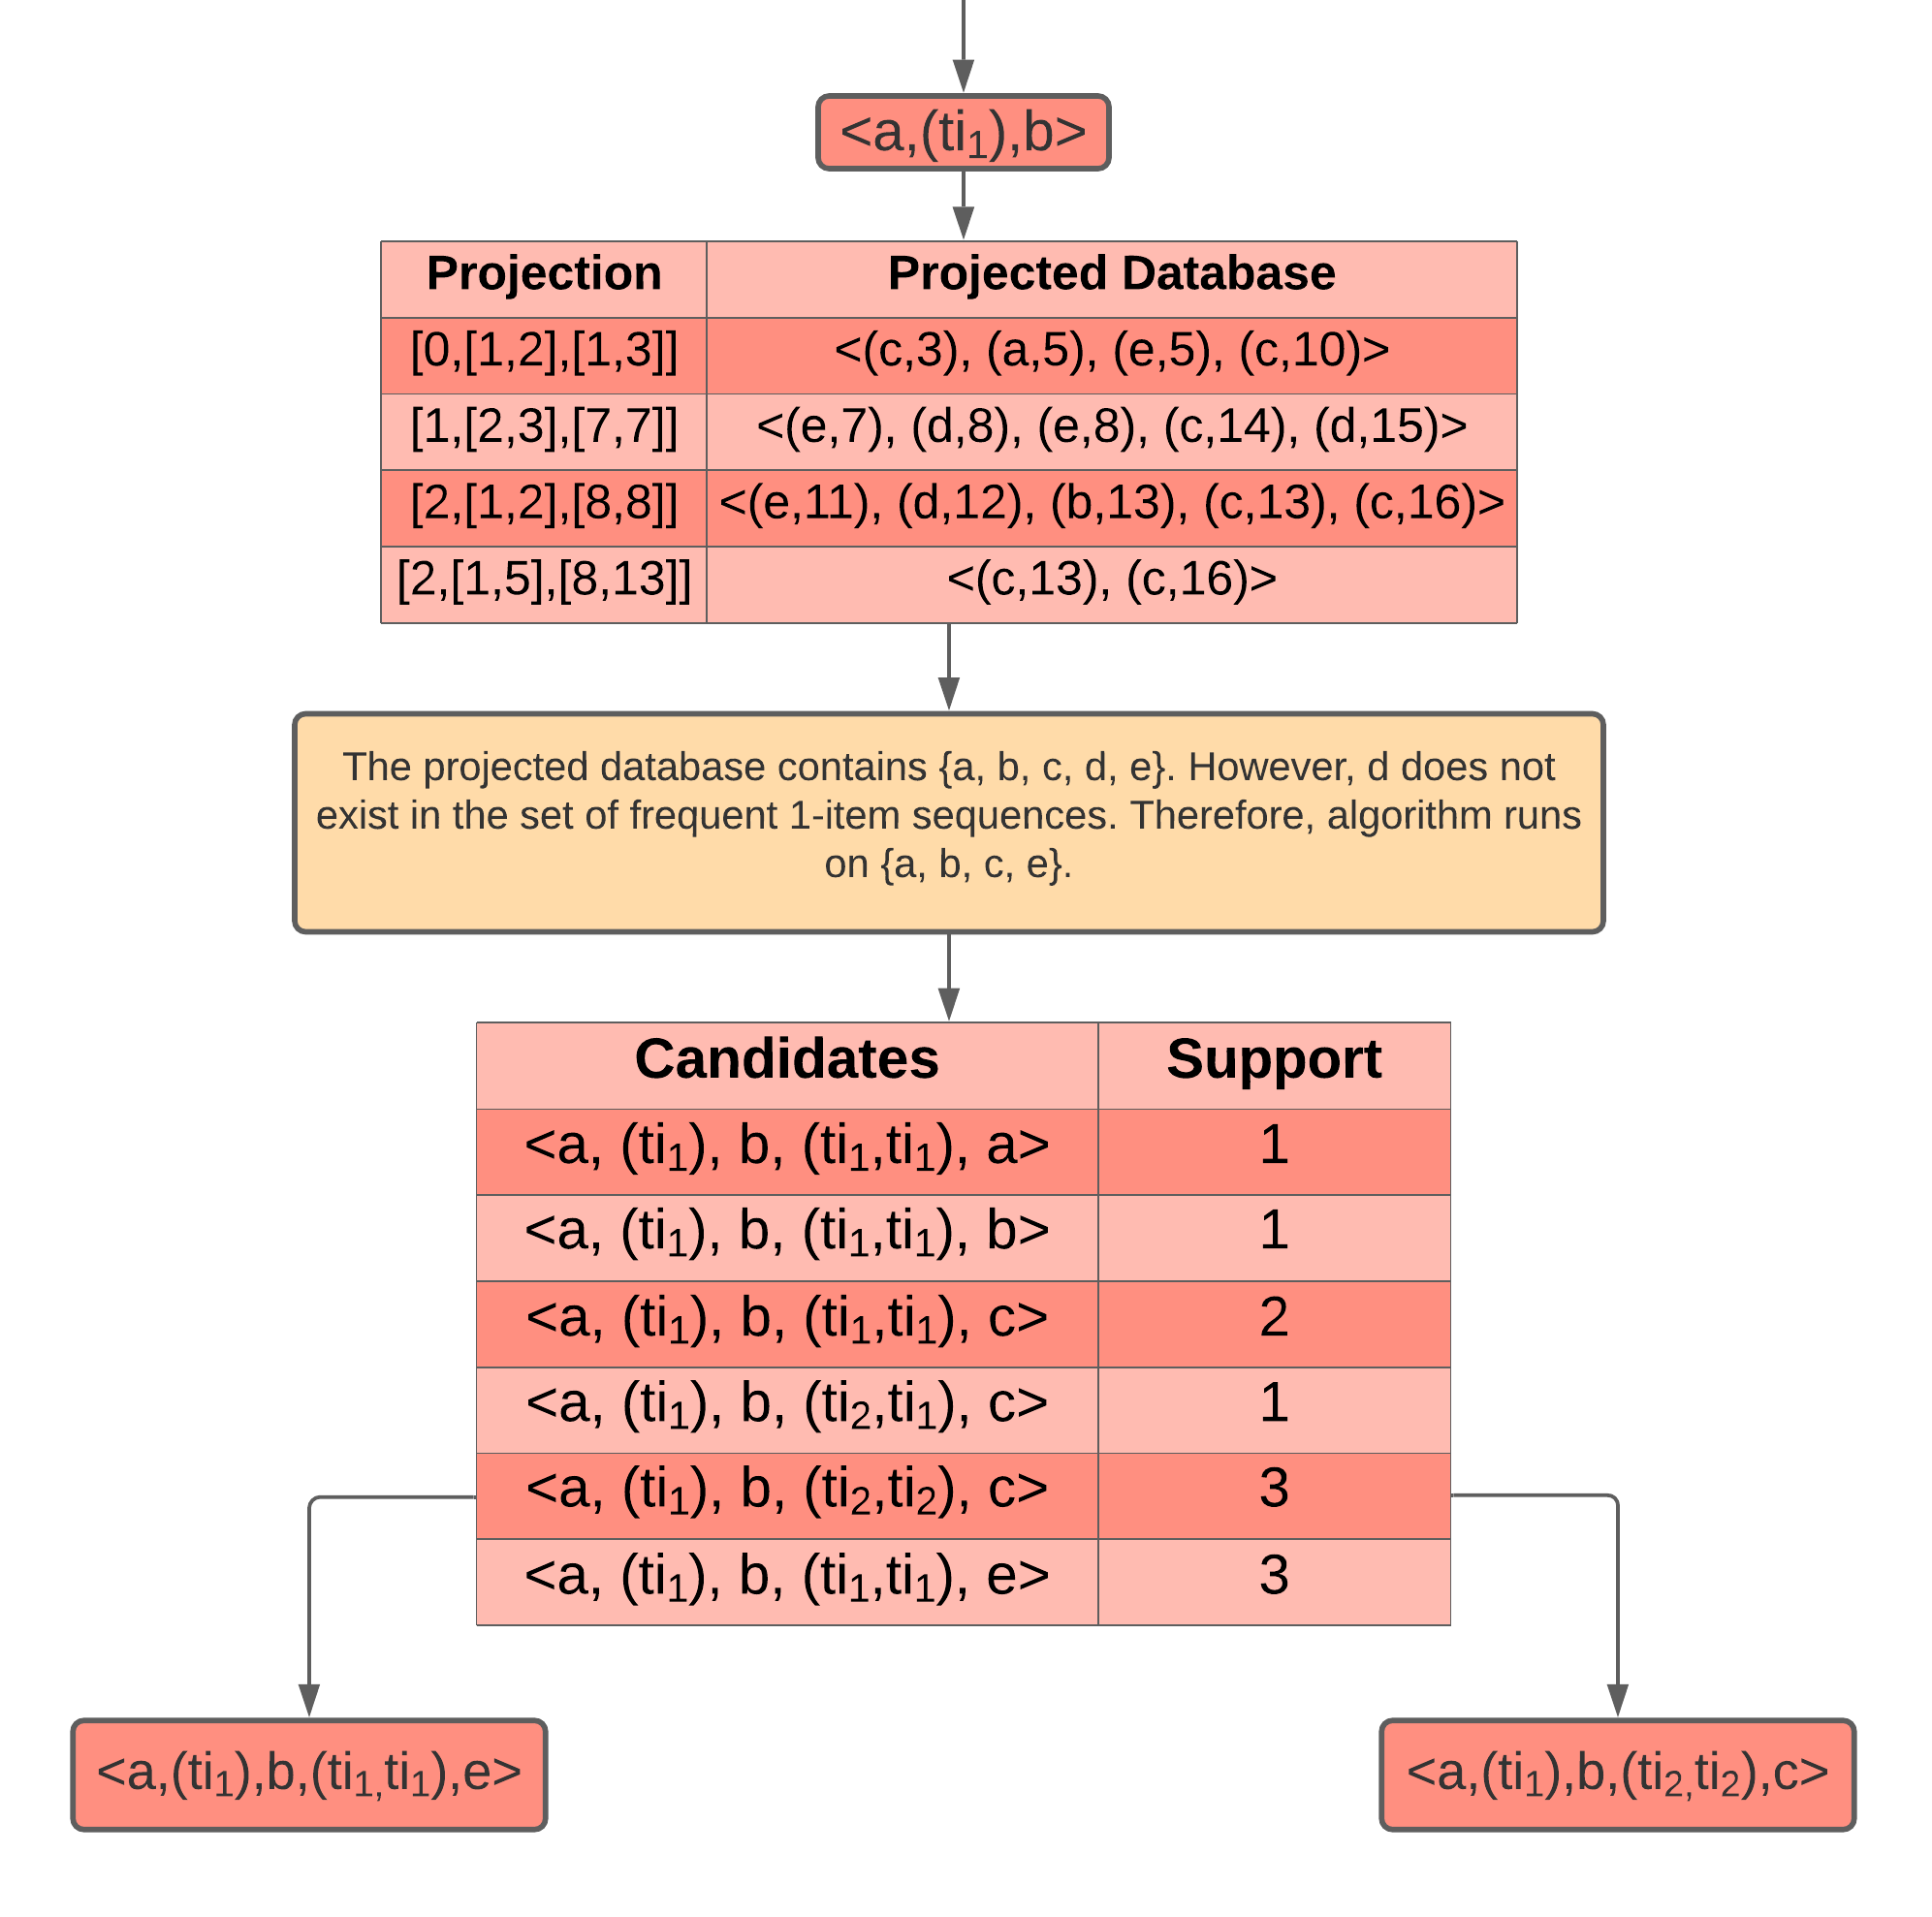 <a,(ti₁),b>
Projection Projected Database
[0,[1,2],[1,3]] <(c,3), (a,5), (e,5), (c,10)>
[1,[2,3],[7,7]] <(e,7), (d,8), (e,8), (c,14), (d,15)>
[2,[1,2],[8,8]] <(e,11), (d,12), (b,13), (c,13), (c,16)>
[2,[1,5],[8,13]] <(c,13), (c,16)>
The projected database contains {a, b, c, d, e}. However, d does not
exist in the set of frequent 1-item sequences. Therefore, algorithm runs
on {a, b, c, e}.
Candidates Support
<a, (ti₁), b, (ti₁,ti₁), a> 1
<a, (ti₁), b, (ti₁,ti₁), b> 1
<a, (ti₁), b, (ti₁,ti₁), c> 2
<a, (ti₁), b, (ti₂,ti₁), c> 1
<a, (ti₁), b, (ti₂,ti₂), c> 3
<a, (ti₁), b, (ti₁,ti₁), e> 3
<a,(ti₁),b,(ti₁,ti₁),e>
<a,(ti₁),b,(ti₂,ti₂),c>